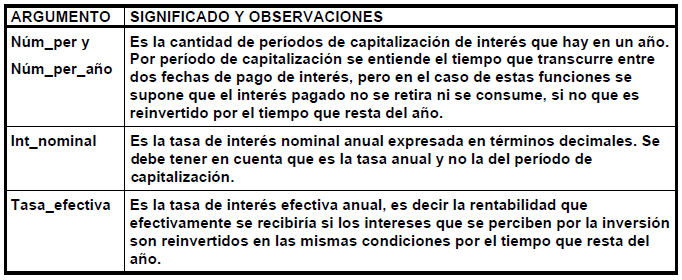 ARGUMENTO SIGNIFICADO Y OBSERVACIONES
Núm_per y
Núm_per_año
Es la cantidad de períodos de capitalización de interés que hay en un año.
Por período de capitalización se entiende el tiempo que transcurre entre
dos fechas de pago de interés, pero en el caso de estas funciones se
supone que el interés pagado no se retira ni se consume, si no que es
reinvertido por el tiempo que resta del año.
Int_nominal
Es la tasa de interés nominal anual expresada en términos decimales. Se
debe tener en cuenta que es la tasa anual y no la del período de
capitalización.
Tasa_efectiva
Es la tasa de interés efectiva anual, es decir la rentabilidad que
efectivamente se recibiría si los intereses que se perciben por la inversión
son reinvertidos en las mismas condiciones por el tiempo que resta del
año.